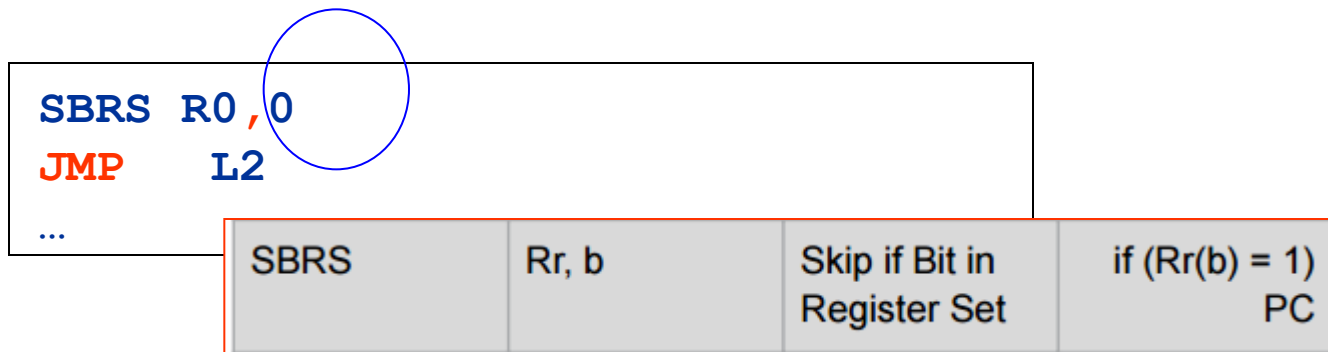 SBRS R0,0
JMP L2
…
SBRS Rr, b Skip if Bit in if (Rr(b) = 1)
Register Set PC